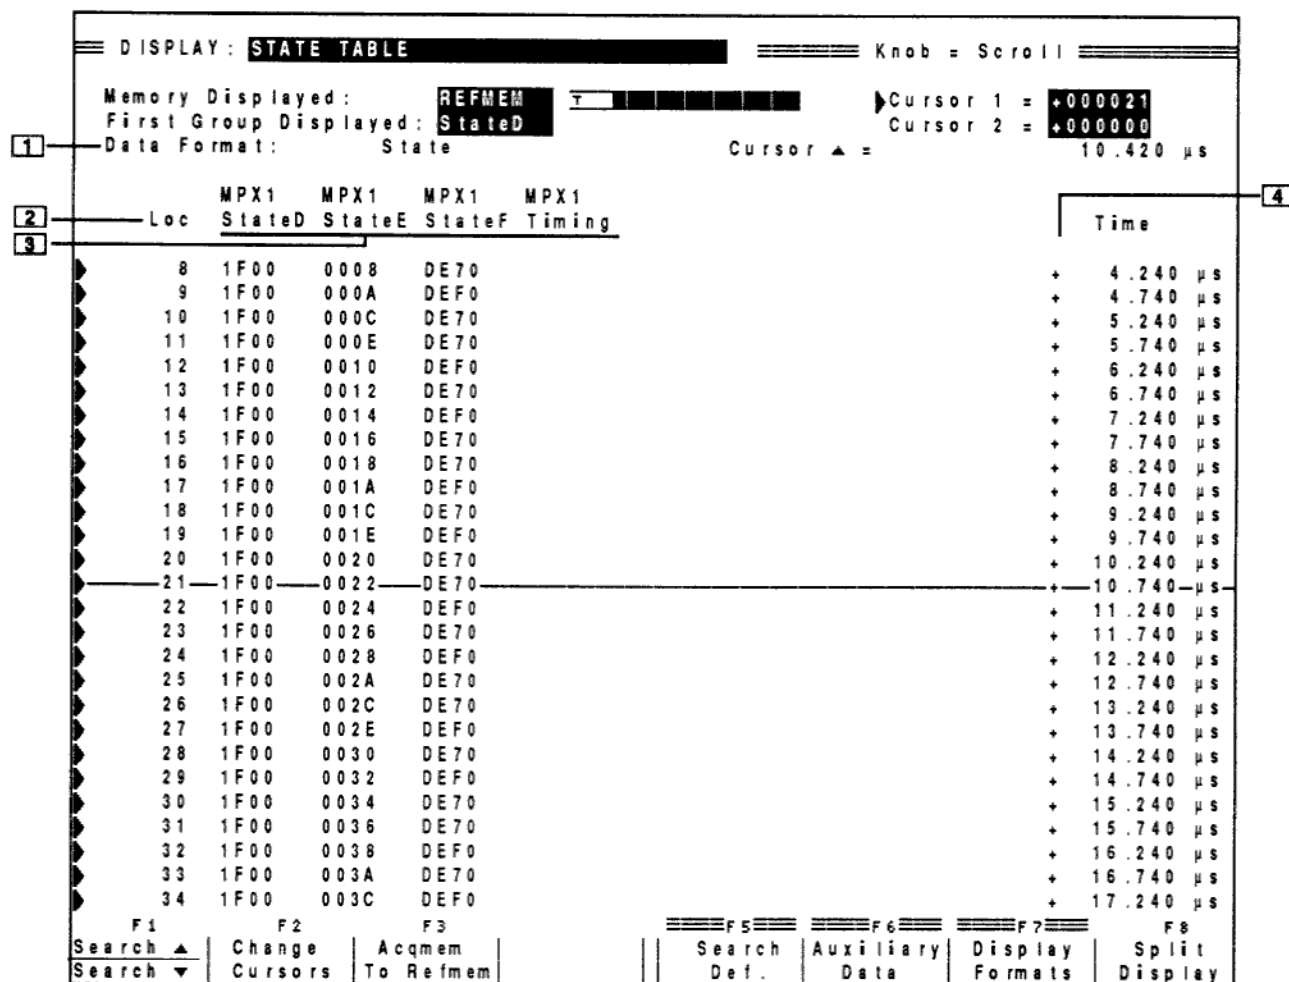 DISPLAY: STATE TABLE Knob = Scroll
Memory Displayed: REFMEM T Cursor 1 = +000021
First Group Displayed: StateD Cursor 2 = +000000
1 Data Format: State Cursor ▲ = 10.420 µs
MPX1 MPX1 MPX1 MPX1 4
2 Loc StateD StateE StateF Timing Time
3
8 1F00 0008 DE70 + 4.240 µs
9 1F00 000A DEF0 + 4.740 µs
10 1F00 000C DE70 + 5.240 µs
11 1F00 000E DE70 + 5.740 µs
12 1F00 0010 DEF0 + 6.240 µs
13 1F00 0012 DE70 + 6.740 µs
14 1F00 0014 DEF0 + 7.240 µs
15 1F00 0016 DE70 + 7.740 µs
16 1F00 0018 DE70 + 8.240 µs
17 1F00 001A DEF0 + 8.740 µs
18 1F00 001C DE70 + 9.240 µs
19 1F00 001E DEF0 + 9.740 µs
20 1F00 0020 DE70 + 10.240 µs
21 1F00 0022 DE70 + 10.740 µs
22 1F00 0024 DEF0 + 11.240 µs
23 1F00 0026 DE70 + 11.740 µs
24 1F00 0028 DEF0 + 12.240 µs
25 1F00 002A DE70 + 12.740 µs
26 1F00 002C DE70 + 13.240 µs
27 1F00 002E DEF0 + 13.740 µs
28 1F00 0030 DE70 + 14.240 µs
29 1F00 0032 DEF0 + 14.740 µs
30 1F00 0034 DE70 + 15.240 µs
31 1F00 0036 DE70 + 15.740 µs
32 1F00 0038 DEF0 + 16.240 µs
33 1F00 003A DE70 + 16.740 µs
34 1F00 003C DEF0 + 17.240 µs
F1 F2 F3 F5 F6 F7 F8
Search ▲ Change Acqmem Search Auxiliary Display Split
Search ▼ Cursors To Refmem Def. Data Formats Display